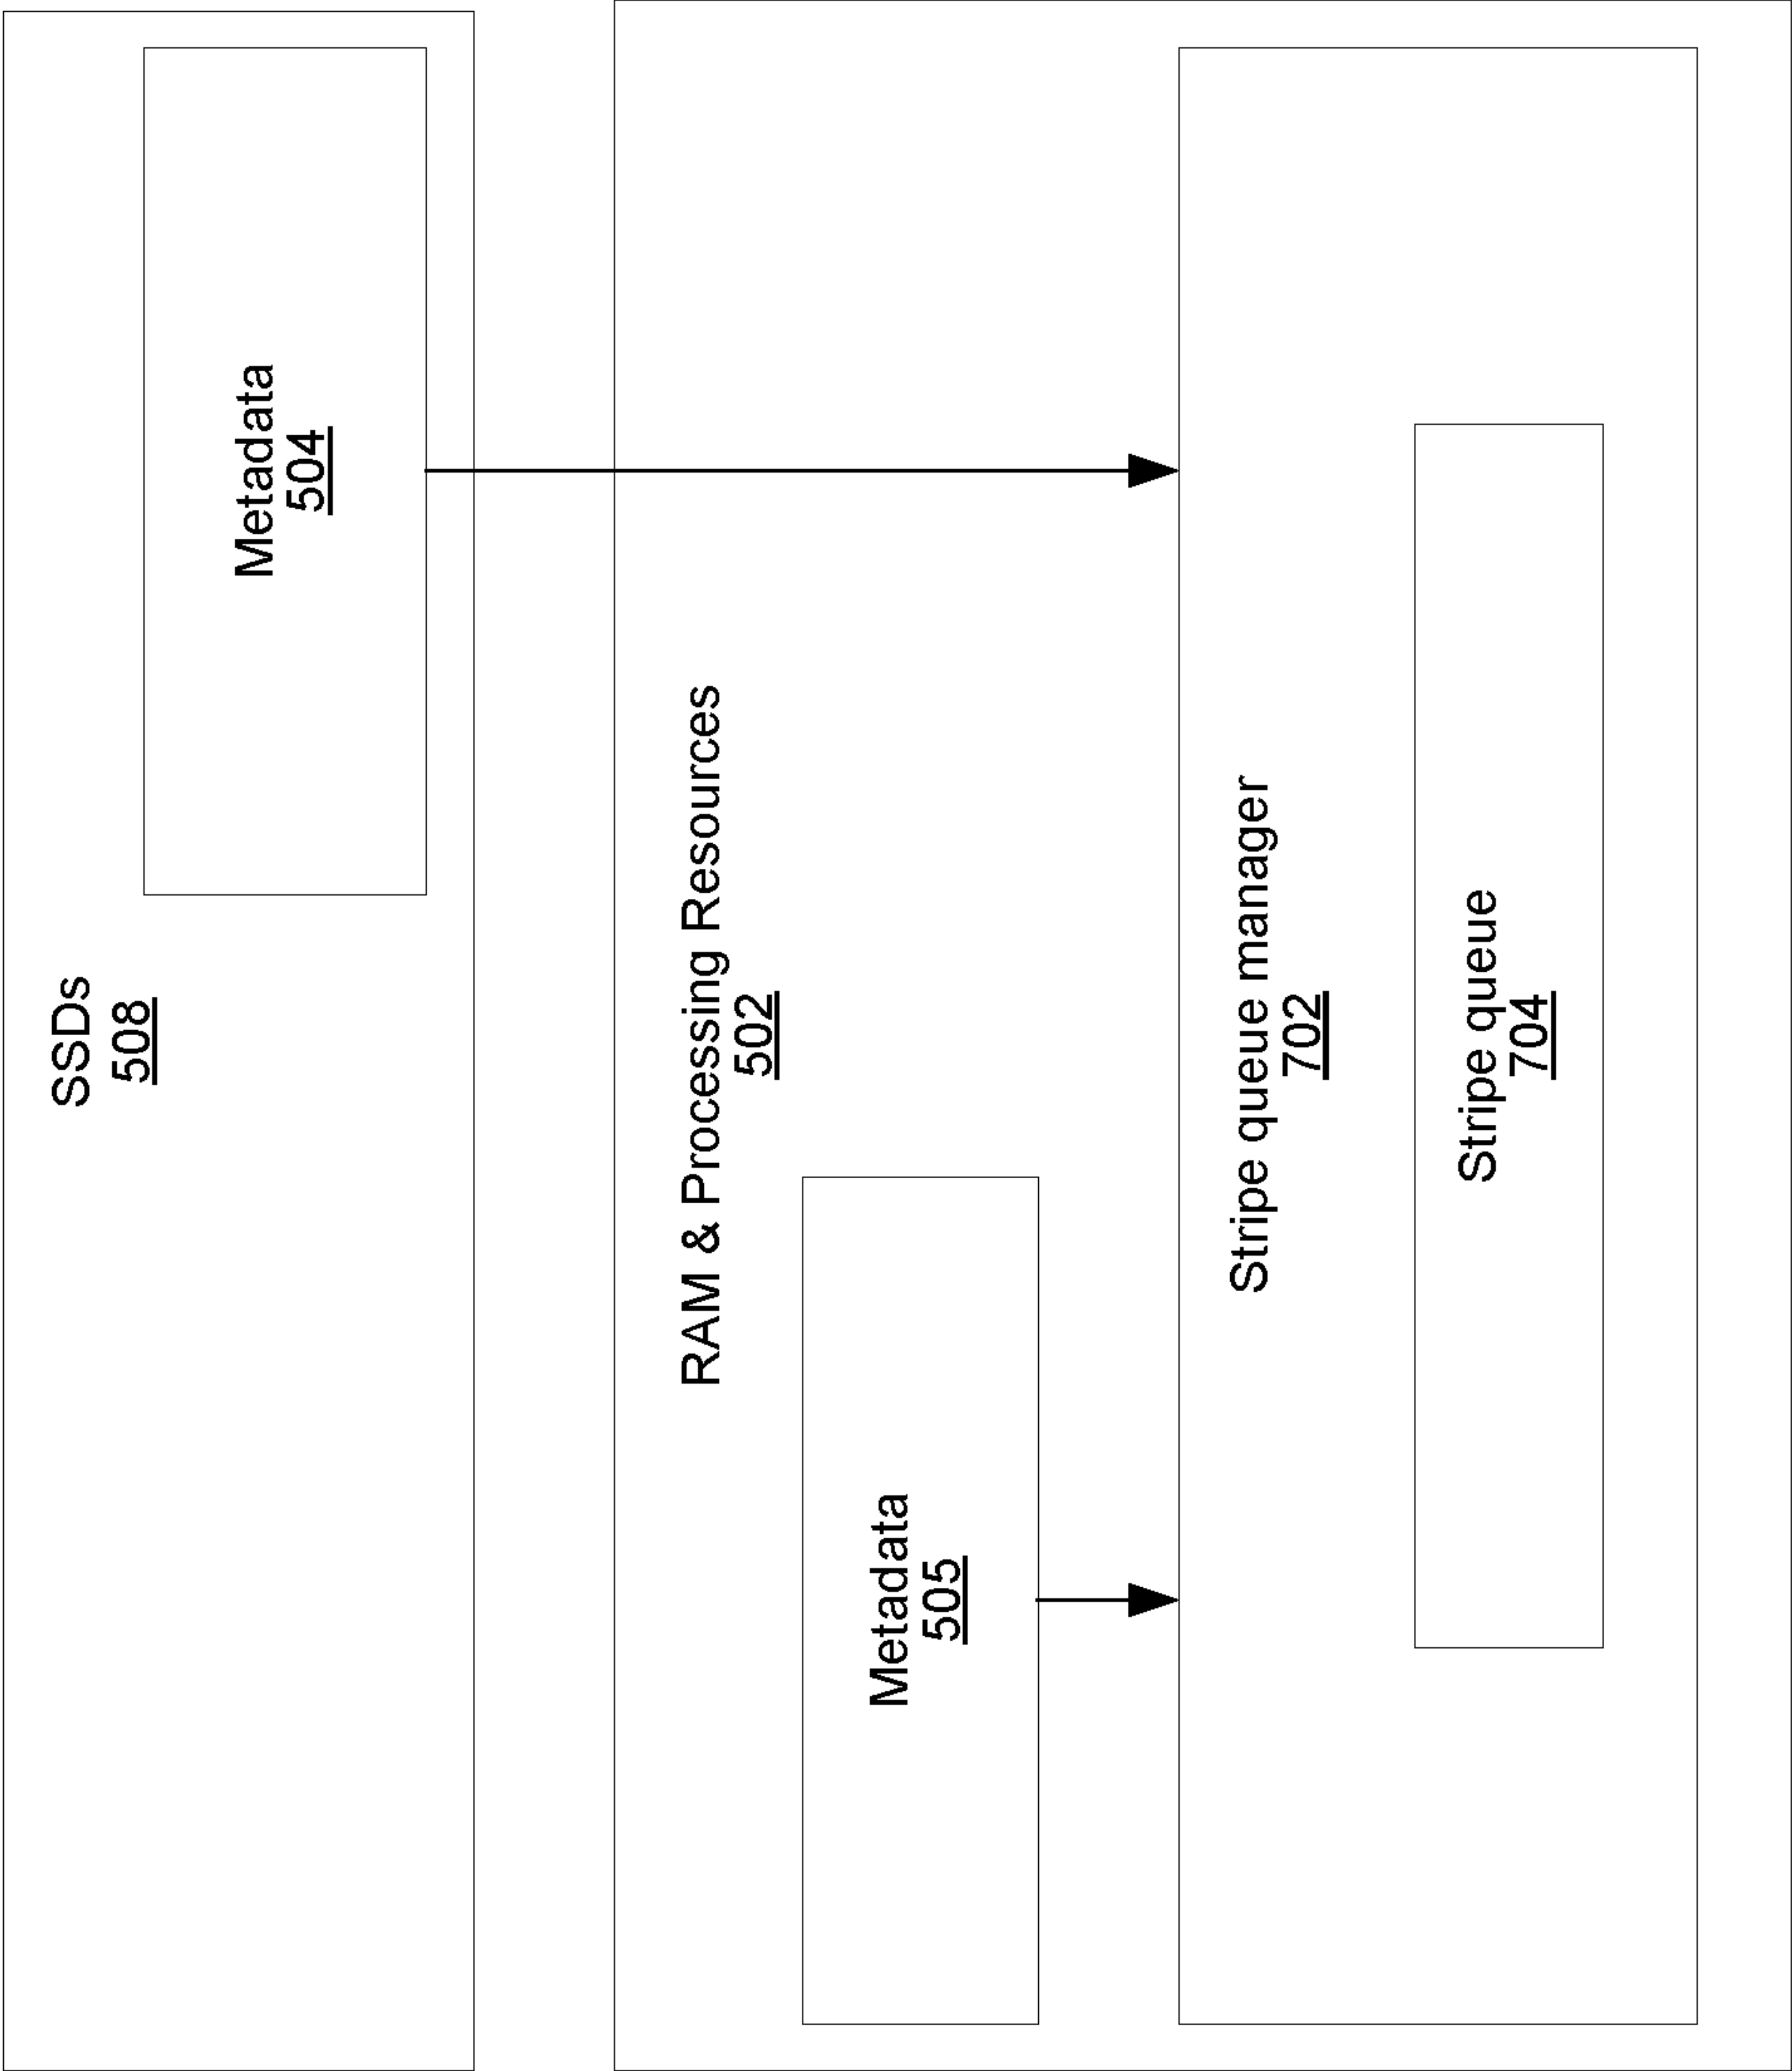 SSDs
508
Metadata
504
RAM & Processing Resources
502
Metadata
505
Stripe queue manager
702
Stripe queue
704